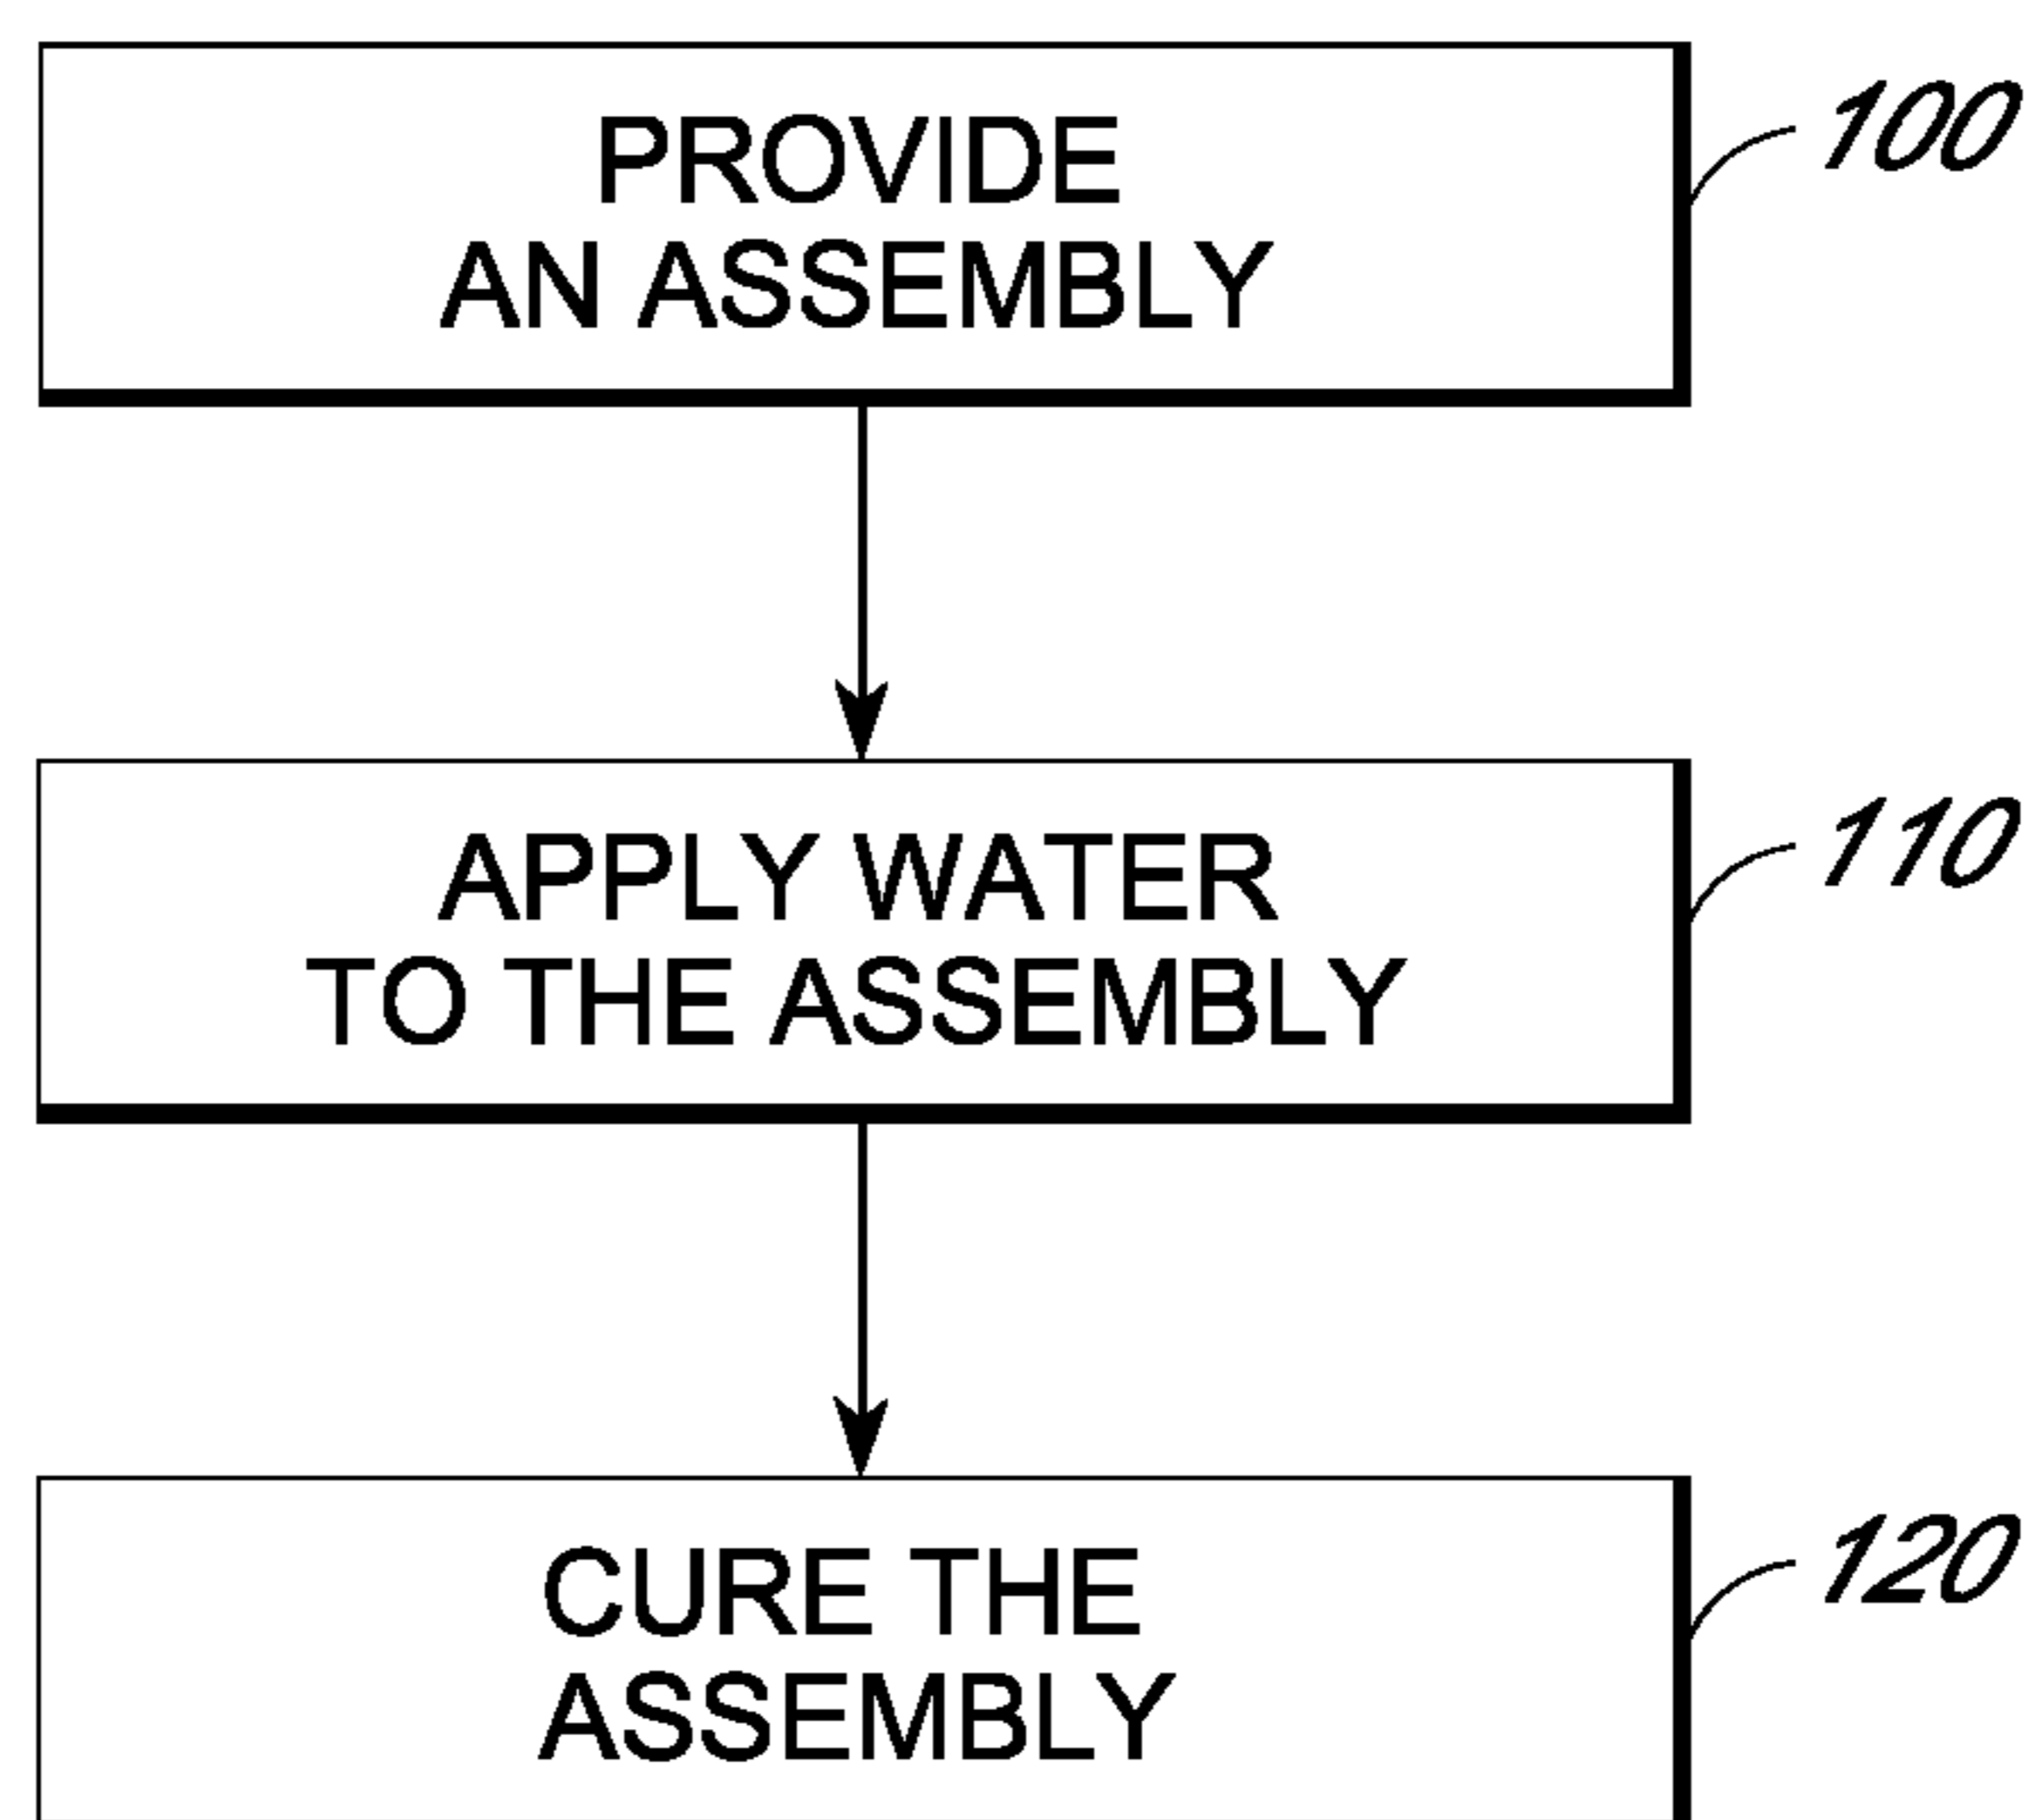 PROVIDE
AN ASSEMBLY
100
APPLY WATER
TO THE ASSEMBLY
110
CURE THE
ASSEMBLY
120